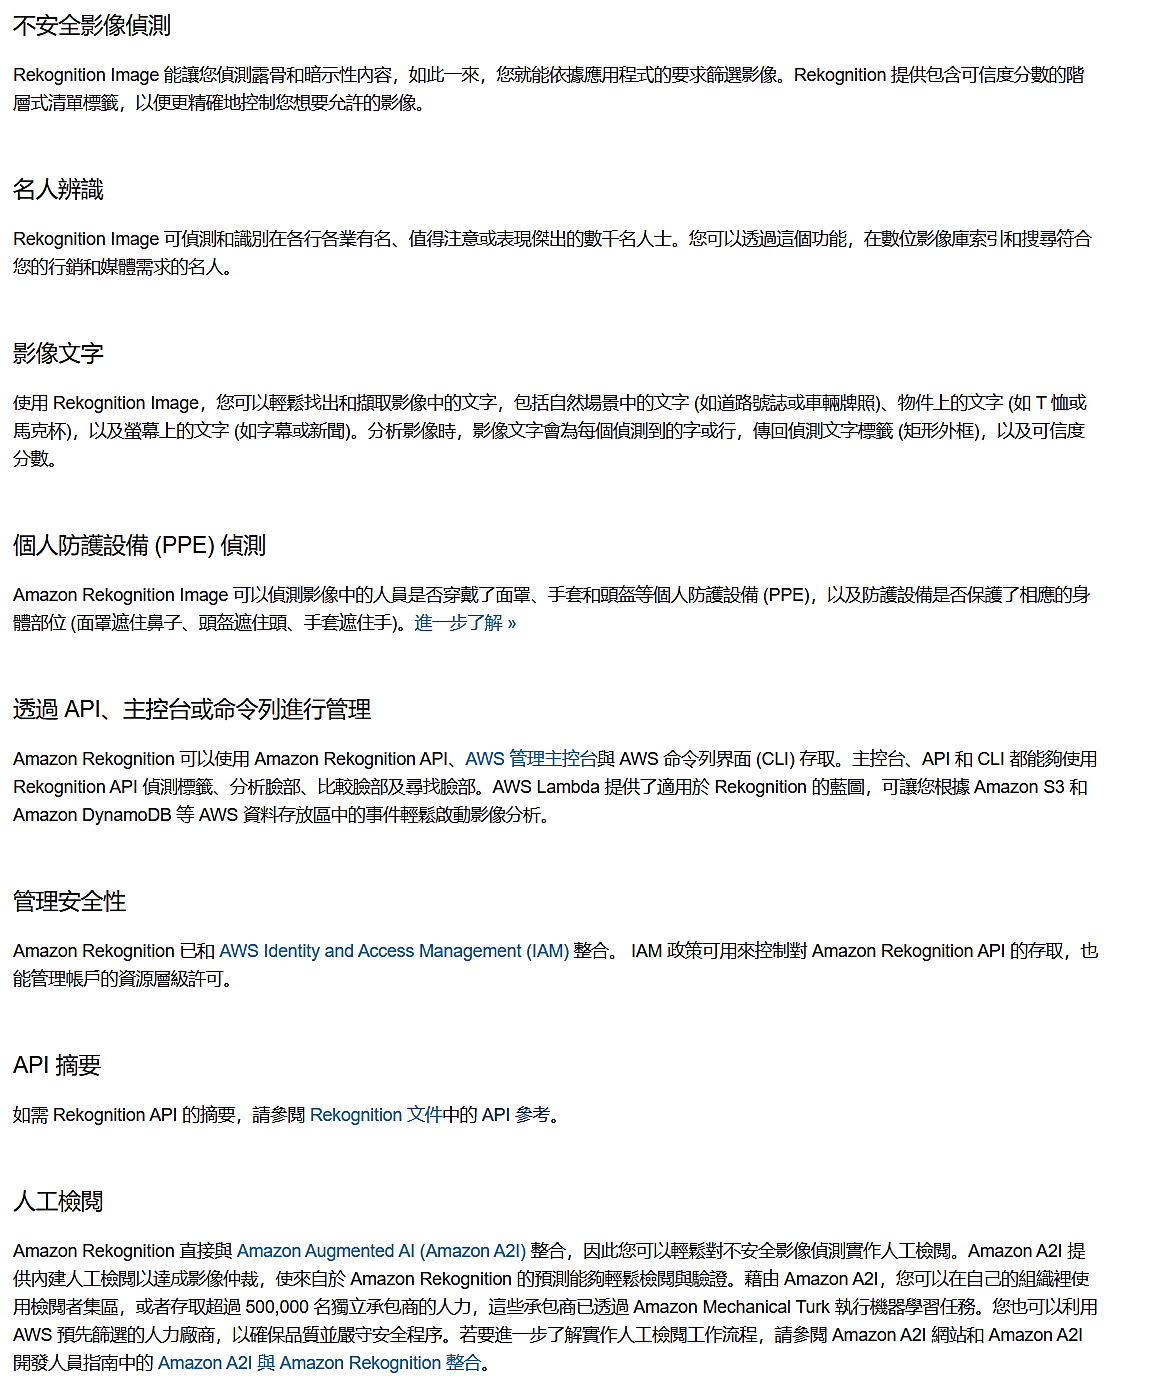 不安全影像偵測
Rekognition Image 能讓您偵測露骨和暗示性內容，如此一來，您就能依據應用程式的要求篩選影像。Rekognition 提供包含可信度分數的階
層式清單標籤，以便更精確地控制您想要允許的影像。
名人辨識
Rekognition Image 可偵測和識別在各行各業有名、值得注意或表現傑出的數千名人士。您可以透過這個功能，在數位影像庫索引和搜尋符合
您的行銷和媒體需求的名人。
影像文字
使用 Rekognition Image，您可以輕鬆找出和擷取影像中的文字，包括自然場景中的文字 (如道路號誌或車輛牌照)、物件上的文字 (如 T 恤或
馬克杯)，以及螢幕上的文字 (如字幕或新聞)。分析影像時，影像文字會為每個偵測到的字或行，傳回偵測文字標籤 (矩形外框)，以及可信度
分數。
個人防護設備 (PPE) 偵測
Amazon Rekognition Image 可以偵測影像中的人員是否穿戴了面罩、手套和頭盔等個人防護設備 (PPE)，以及防護設備是否保護了相應的身
體部位 (面罩遮住鼻子、頭盔遮住頭、手套遮住手)。進一步了解 »
透過 API、主控台或命令列進行管理
Amazon Rekognition 可以使用 Amazon Rekognition API、AWS 管理主控台與 AWS 命令列界面 (CLI) 存取。主控台、API 和 CLI 都能夠使用
Rekognition API 偵測標籤、分析臉部、比較臉部及尋找臉部。AWS Lambda 提供了適用於 Rekognition 的藍圖，可讓您根據 Amazon S3 和
Amazon DynamoDB 等 AWS 資料存放區中的事件輕鬆啟動影像分析。
管理安全性
Amazon Rekognition 已和 AWS Identity and Access Management (IAM) 整合。 IAM 政策可用來控制對 Amazon Rekognition API 的存取，也
能管理帳戶的資源層級許可。
API 摘要
如需 Rekognition API 的摘要，請參閱 Rekognition 文件中的 API 參考。
人工檢閱
Amazon Rekognition 直接與 Amazon Augmented AI (Amazon A2I) 整合，因此您可以輕鬆對不安全影像偵測實作人工檢閱。Amazon A2I 提
供內建人工檢閱以達成影像仲裁，使來自於 Amazon Rekognition 的預測能夠輕鬆檢閱與驗證。藉由 Amazon A2I，您可以在自己的組織裡使
用檢閱者集區，或者存取超過 500,000 名獨立承包商的人力，這些承包商已透過 Amazon Mechanical Turk 執行機器學習任務。您也可以利用
AWS 預先篩選的人力廠商，以確保品質並嚴守安全程序。若要進一步了解實作人工檢閱工作流程，請參閱 Amazon A2I 網站和 Amazon A2I
開發人員指南中的 Amazon A2I 與 Amazon Rekognition 整合。